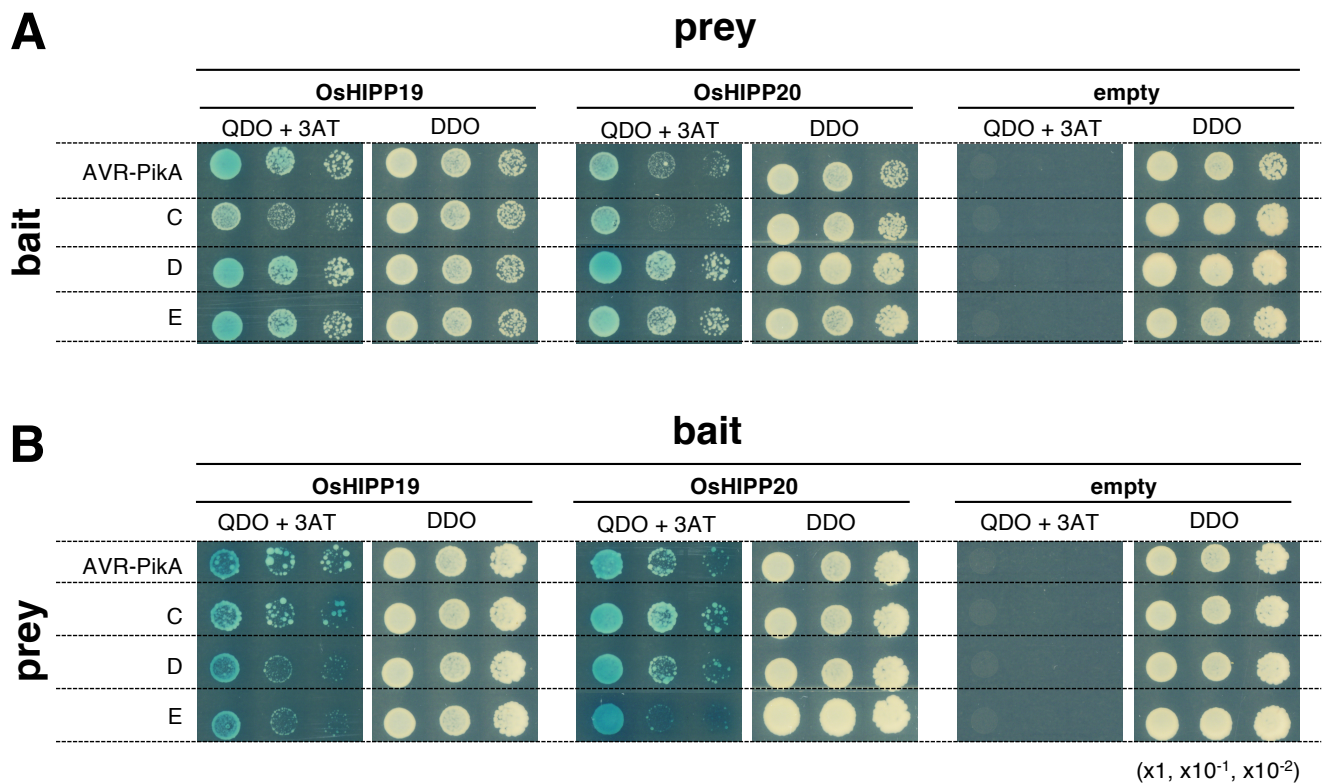 A
prey
OsHIPP19 OsHIPP20 empty
QDO + 3AT DDO QDO + 3AT DDO QDO + 3AT DDO
bait
AVR-PikA
C
D
E
B
bait
OsHIPP19 OsHIPP20 empty
QDO + 3AT DDO QDO + 3AT DDO QDO + 3AT DDO
prey
AVR-PikA
C
D
E
(x1, x10⁻¹, x10⁻²)